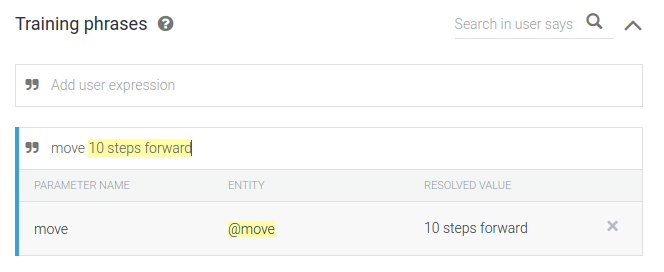 Training phrases ?
Search in user says
Add user expression
move 10 steps forward
PARAMETER NAME ENTITY RESOLVED VALUE
move @move 10 steps forward